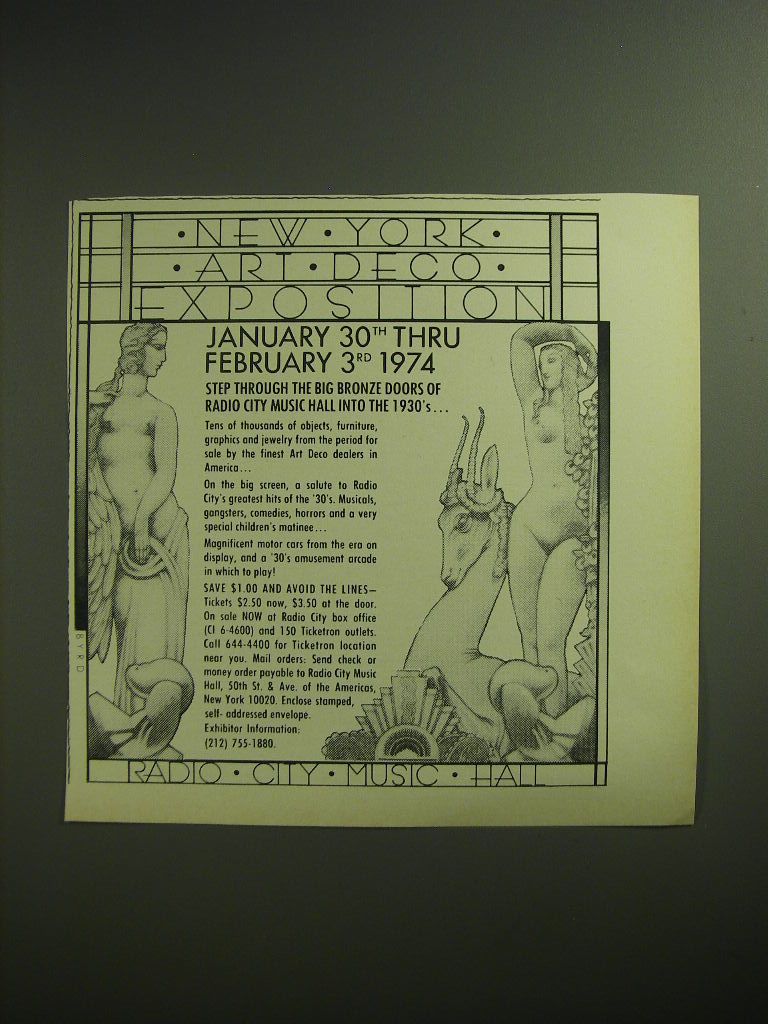 • NEW • YORK •
• ART • DECO •
EXPOSITION
JANUARY 30TH THRU
FEBRUARY 3RD 1974
STEP THROUGH THE BIG BRONZE DOORS OF
RADIO CITY MUSIC HALL INTO THE 1930's...
Tens of thousands of objects, furniture,
graphics and jewelry from the period for
sale by the finest Art Deco dealers in
America...
On the big screen, a salute to Radio
City's greatest hits of the '30's. Musicals,
gangsters, comedies, horrors and a very
special children's matinee...
Magnificent motor cars from the era on
display, and a '30's amusement arcade
in which to play!
SAVE $1.00 AND AVOID THE LINES—
Tickets $2.50 now, $3.50 at the door.
On sale NOW at Radio City box office
(CI 6-4600) and 150 Ticketron outlets.
Call 644-4400 for Ticketron location
near you. Mail orders: Send check or
money order payable to Radio City Music
Hall, 50th St. & Ave. of the Americas,
New York 10020. Enclose stamped,
self- addressed envelope.
Exhibitor Information:
(212) 755-1880.
BYRD
RADIO • CITY • MUSIC • HALL